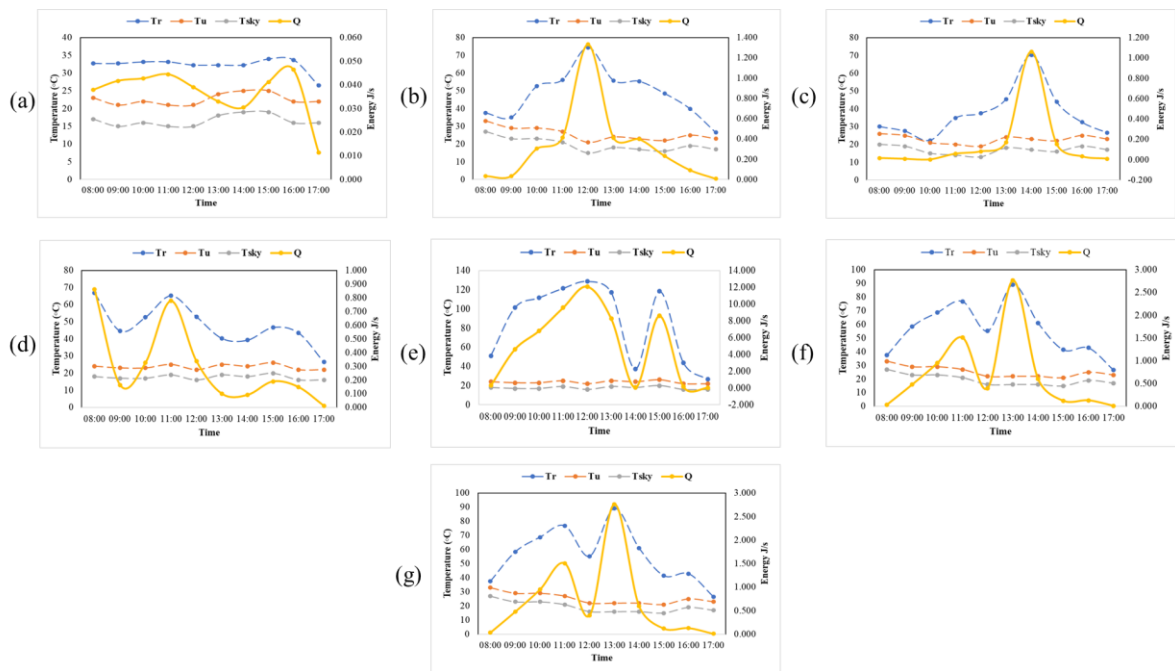 (a)
Tr Tu Tsky Q
Temperature (◦C)
40
35
30
25
20
15
10
5
0
0.060
0.050
0.040
0.030
0.020
0.010
0.000
Energy J/s
08:00 09:00 10:00 11:00 12:00 13:00 14:00 15:00 16:00 17:00
Time
(b)
Tr Tu Tsky Q
Temperature (◦C)
80
70
60
50
40
30
20
10
0
1.400
1.200
1.000
0.800
0.600
0.400
0.200
0.000
Energy J/s
08:00 09:00 10:00 11:00 12:00 13:00 14:00 15:00 16:00 17:00
Time
(c)
Tr Tu Tsky Q
Temperature (◦C)
80
70
60
50
40
30
20
10
0
1.200
1.000
0.800
0.600
0.400
0.200
0.000
-0.200
Energy J/s
08:00 09:00 10:00 11:00 12:00 13:00 14:00 15:00 16:00 17:00
Time
(d)
Tr Tu Tsky Q
Temperature (◦C)
80
70
60
50
40
30
20
10
0
1.000
0.900
0.800
0.700
0.600
0.500
0.400
0.300
0.200
0.100
0.000
Energy J/s
08:00 09:00 10:00 11:00 12:00 13:00 14:00 15:00 16:00 17:00
Time
(e)
Tr Tu Tsky Q
Temperature (◦C)
140
120
100
80
60
40
20
0
14.000
12.000
10.000
8.000
6.000
4.000
2.000
0.000
-2.000
Energy J/s
08:00 09:00 10:00 11:00 12:00 13:00 14:00 15:00 16:00 17:00
Time
(f)
Tr Tu Tsky Q
Temperature (◦C)
100
90
80
70
60
50
40
30
20
10
0
3.000
2.500
2.000
1.500
1.000
0.500
0.000
Energy J/s
08:00 09:00 10:00 11:00 12:00 13:00 14:00 15:00 16:00 17:00
Time
(g)
Tr Tu Tsky Q
Temperature (◦C)
100
90
80
70
60
50
40
30
20
10
0
3.000
2.500
2.000
1.500
1.000
0.500
0.000
Energy J/s
08:00 09:00 10:00 11:00 12:00 13:00 14:00 15:00 16:00 17:00
Time